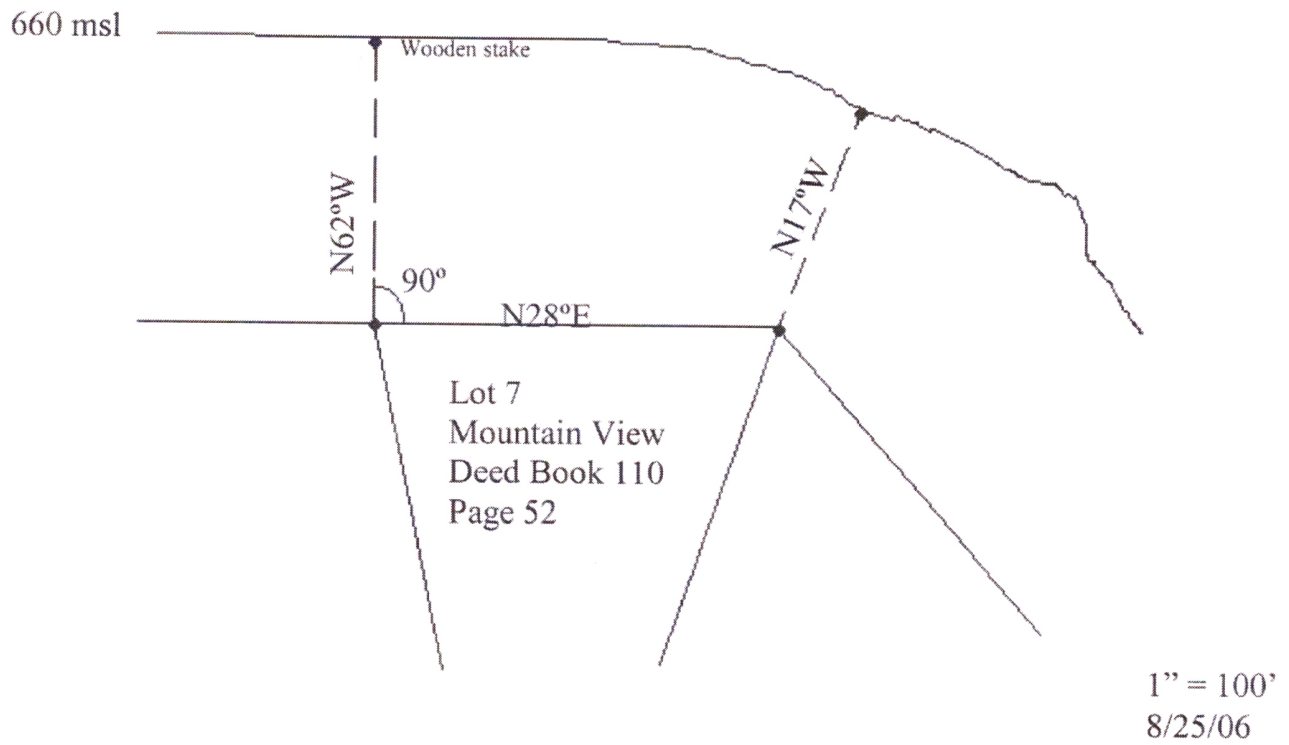 660 msl
Wooden stake
N62ºW
N17ºW
90º
N28ºE
Lot 7
Mountain View
Deed Book 110
Page 52
1” = 100’
8/25/06